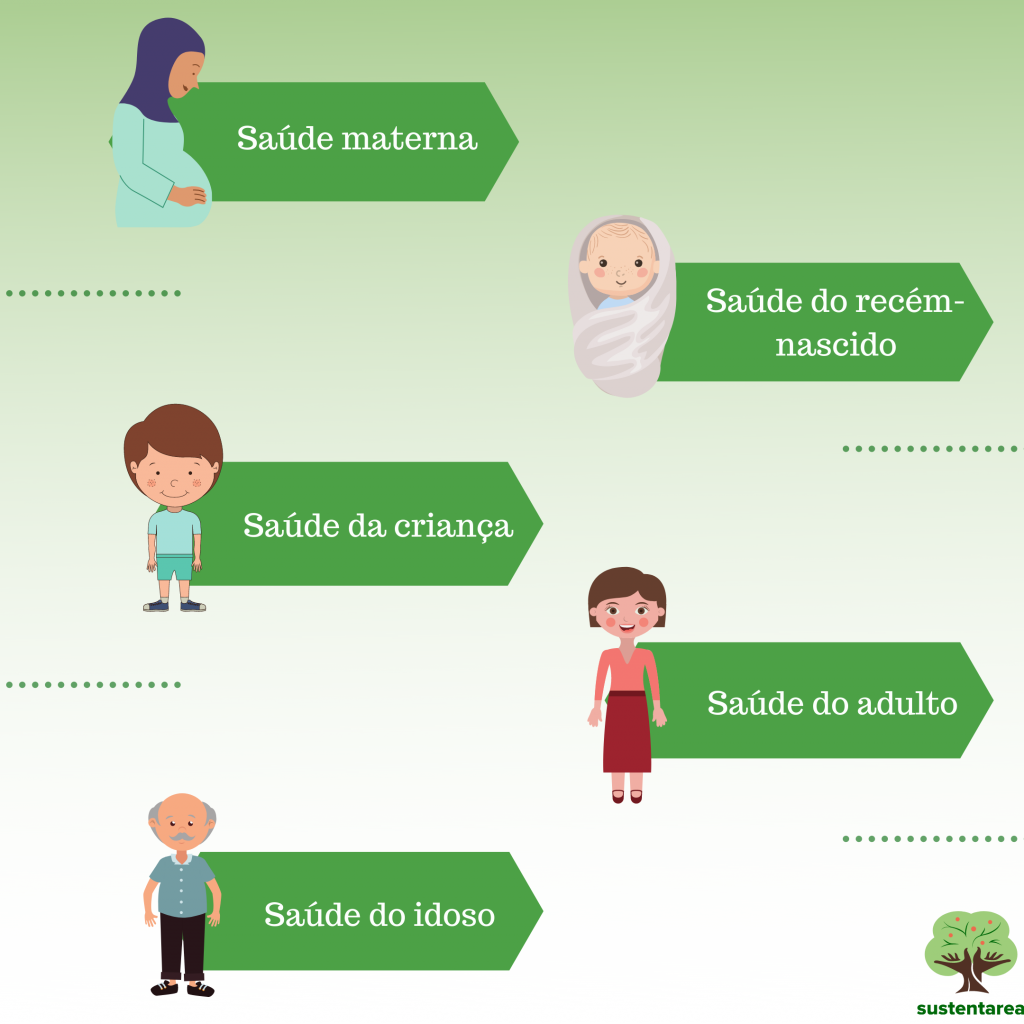 Saúde materna
Saúde do recém-
nascido
Saúde da criança
Saúde do adulto
Saúde do idoso
sustentarea